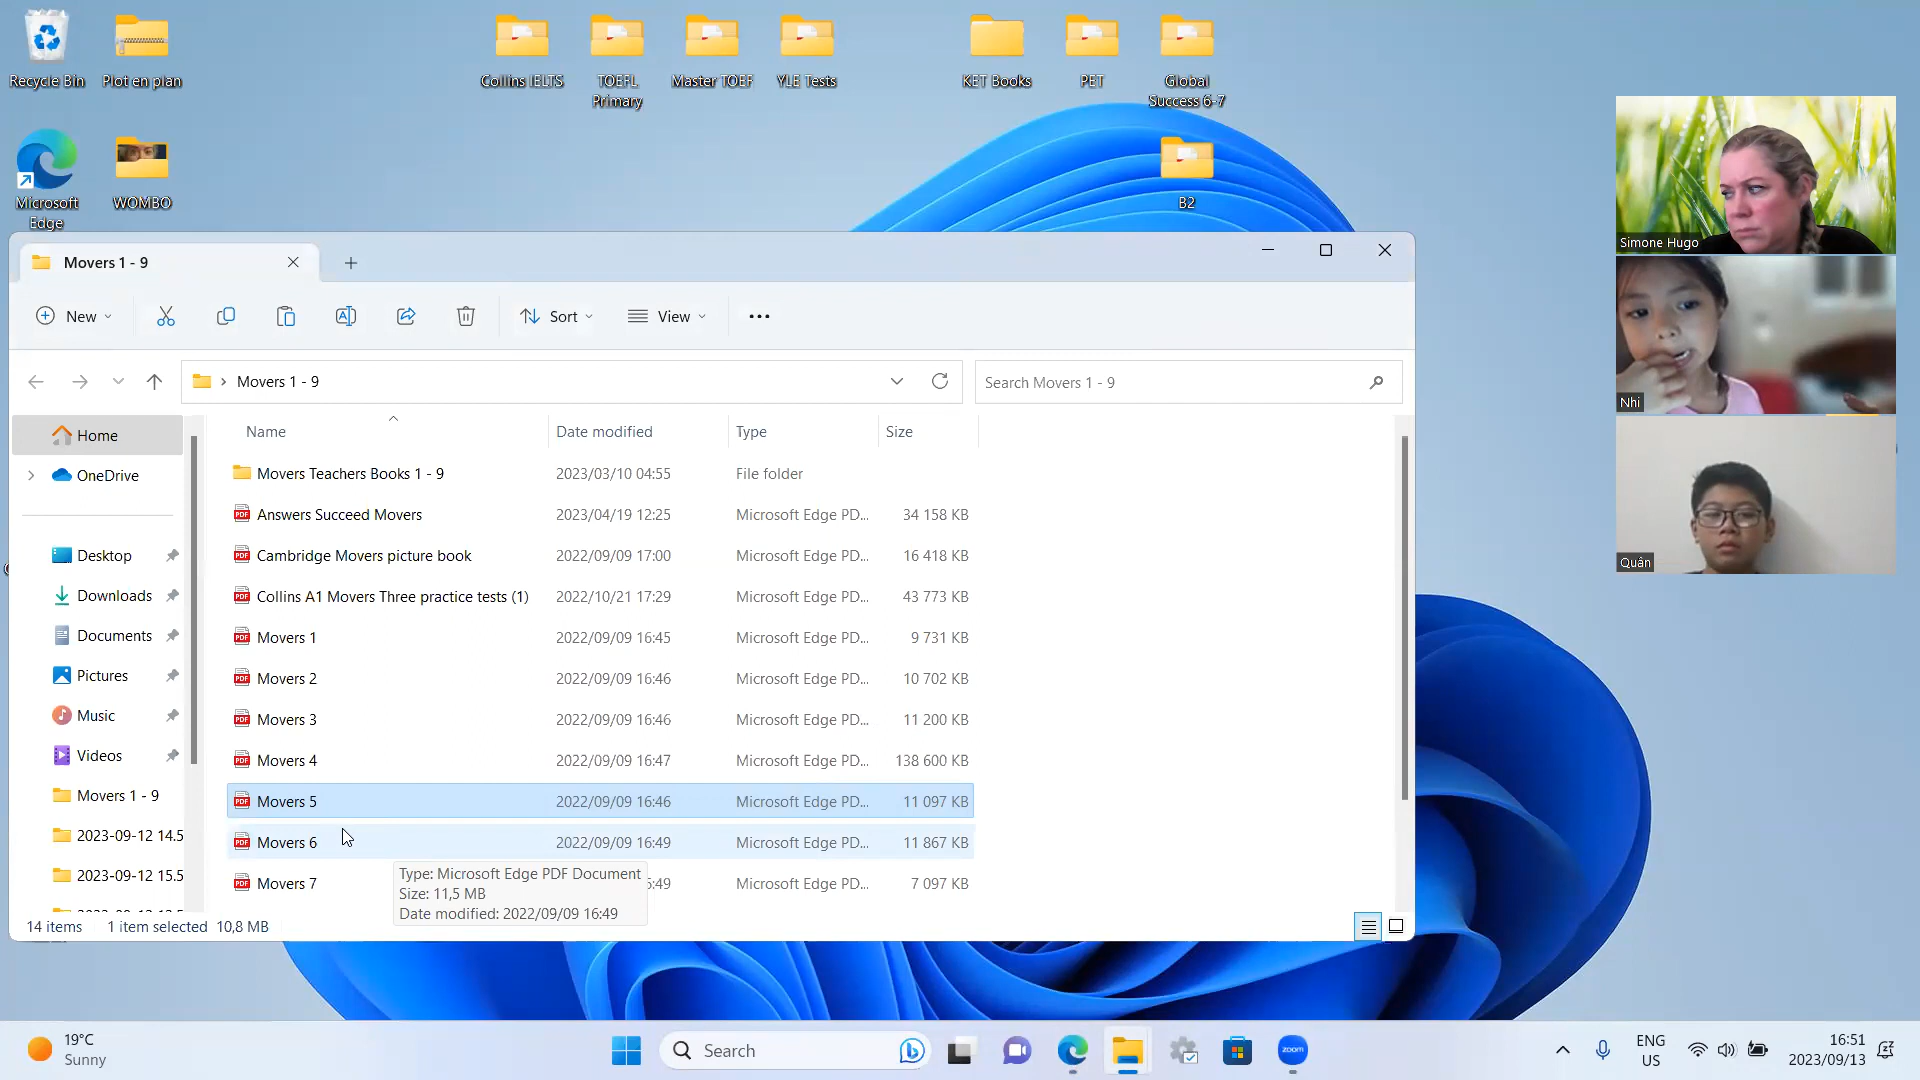 Recycle Bin
Plot en plan
Collins IELTS
TOEFL
Primary
Master TOEF
YLE Tests
KET Books
PET
Global
Success 6-7
Microsoft
Edge
WOMBO
B2
Movers 1 - 9
New
Sort
View
Movers 1 - 9
Search Movers 1 - 9
Home
OneDrive
Desktop
Downloads
Documents
Pictures
Music
Videos
Movers 1 - 9
2023-09-12 14.5
2023-09-12 15.5
Name Date modified Type Size
Movers Teachers Books 1 - 9 2023/03/10 04:55 File folder
Answers Succeed Movers 2023/04/19 12:25 Microsoft Edge PD... 34 158 KB
Cambridge Movers picture book 2022/09/09 17:00 Microsoft Edge PD... 16 418 KB
Collins A1 Movers Three practice tests (1) 2022/10/21 17:29 Microsoft Edge PD... 43 773 KB
Movers 1 2022/09/09 16:45 Microsoft Edge PD... 9 731 KB
Movers 2 2022/09/09 16:46 Microsoft Edge PD... 10 702 KB
Movers 3 2022/09/09 16:46 Microsoft Edge PD... 11 200 KB
Movers 4 2022/09/09 16:47 Microsoft Edge PD... 138 600 KB
Movers 5 2022/09/09 16:46 Microsoft Edge PD... 11 097 KB
Movers 6 2022/09/09 16:49 Microsoft Edge PD... 11 867 KB
Movers 7 5:49 Microsoft Edge PD... 7 097 KB
Type: Microsoft Edge PDF Document
Size: 11,5 MB
Date modified: 2022/09/09 16:49
14 items 1 item selected 10,8 MB
Simone Hugo
Nhi
Quân
19°C
Sunny
Search
zoom
ENG
US
16:51
2023/09/13